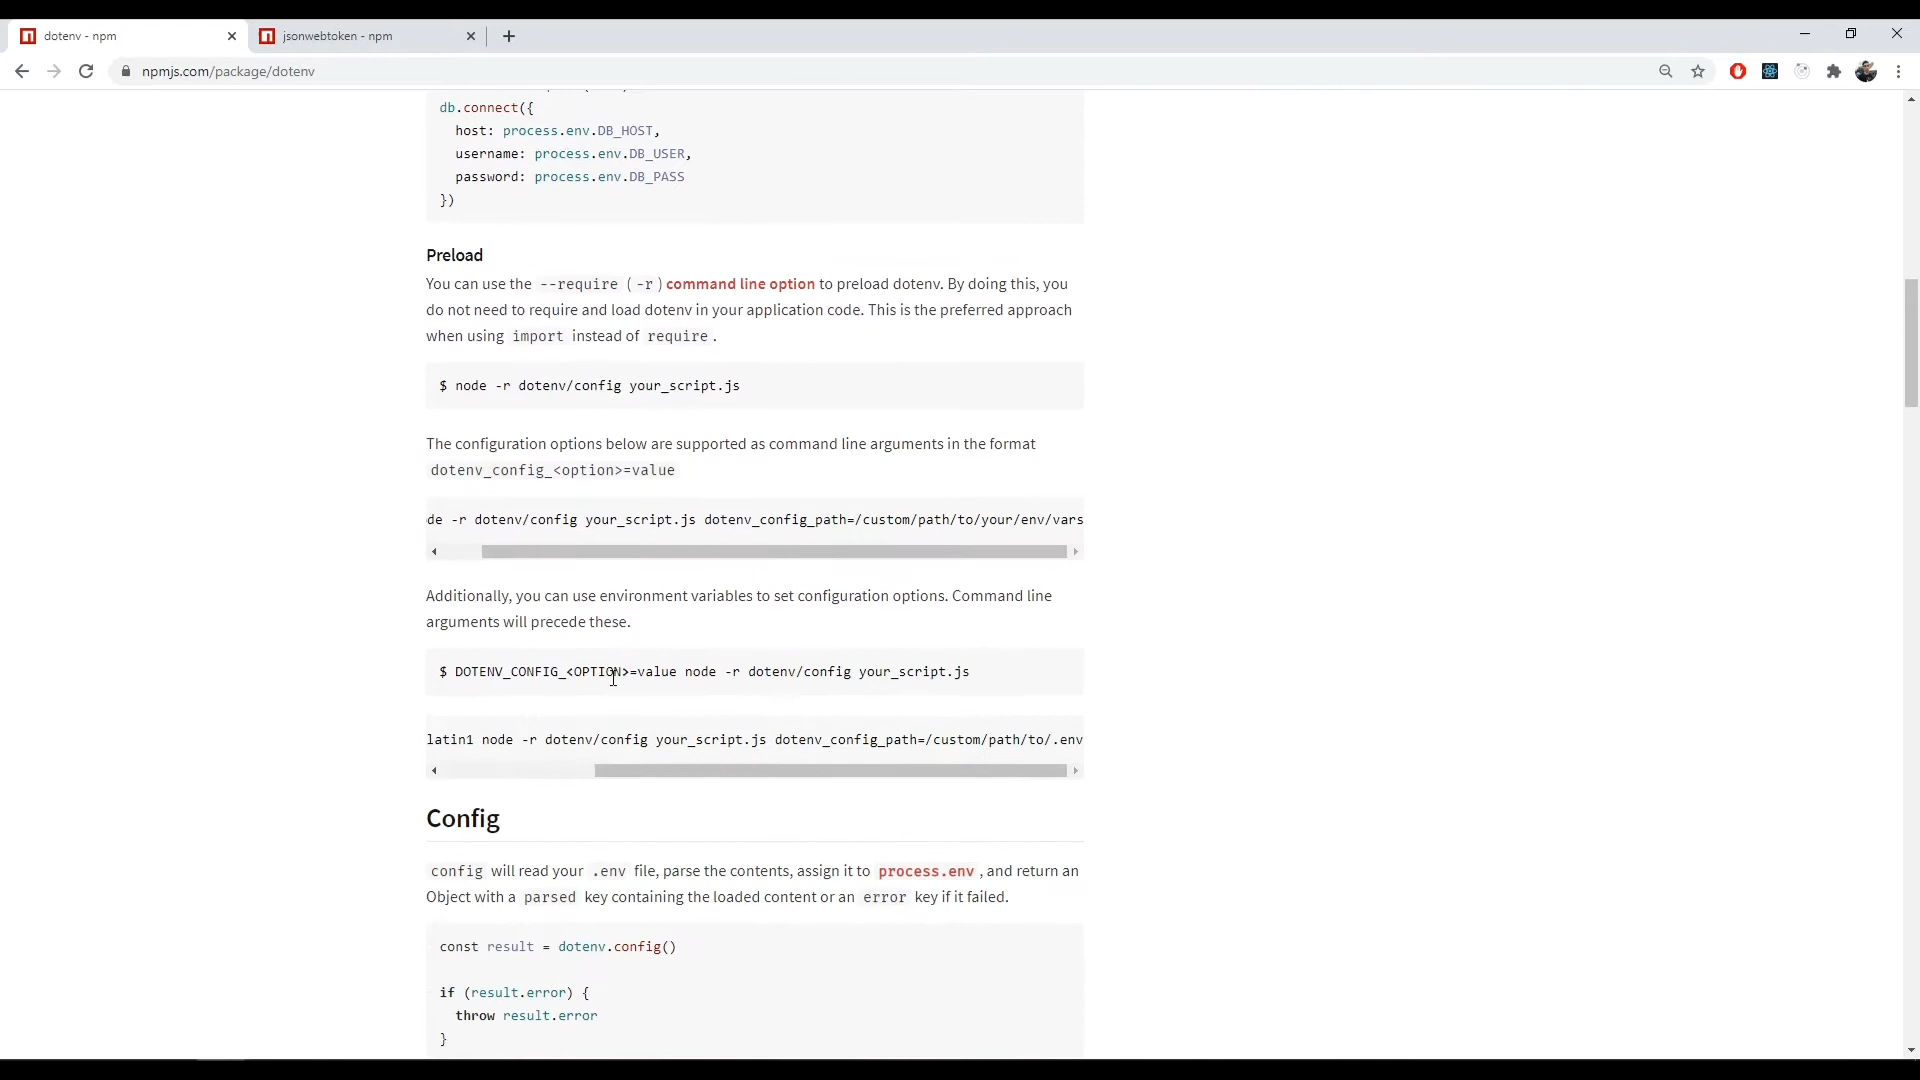 dotenv - npm
jsonwebtoken - npm
npmjs.com/package/dotenv
db.connect({
host: process.env.DB_HOST,
username: process.env.DB_USER,
password: process.env.DB_PASS
})
Preload
You can use the --require (-r) command line option to preload dotenv. By doing this, you
do not need to require and load dotenv in your application code. This is the preferred approach
when using import instead of require.
$ node -r dotenv/config your_script.js
The configuration options below are supported as command line arguments in the format
dotenv_config_<option>=value
de -r dotenv/config your_script.js dotenv_config_path=/custom/path/to/your/env/vars
Additionally, you can use environment variables to set configuration options. Command line
arguments will precede these.
$ DOTENV_CONFIG_<OPTION>=value node -r dotenv/config your_script.js
latin1 node -r dotenv/config your_script.js dotenv_config_path=/custom/path/to/.env
Config
config will read your .env file, parse the contents, assign it to process.env, and return an
Object with a parsed key containing the loaded content or an error key if it failed.
const result = dotenv.config()
if (result.error) {
throw result.error
}